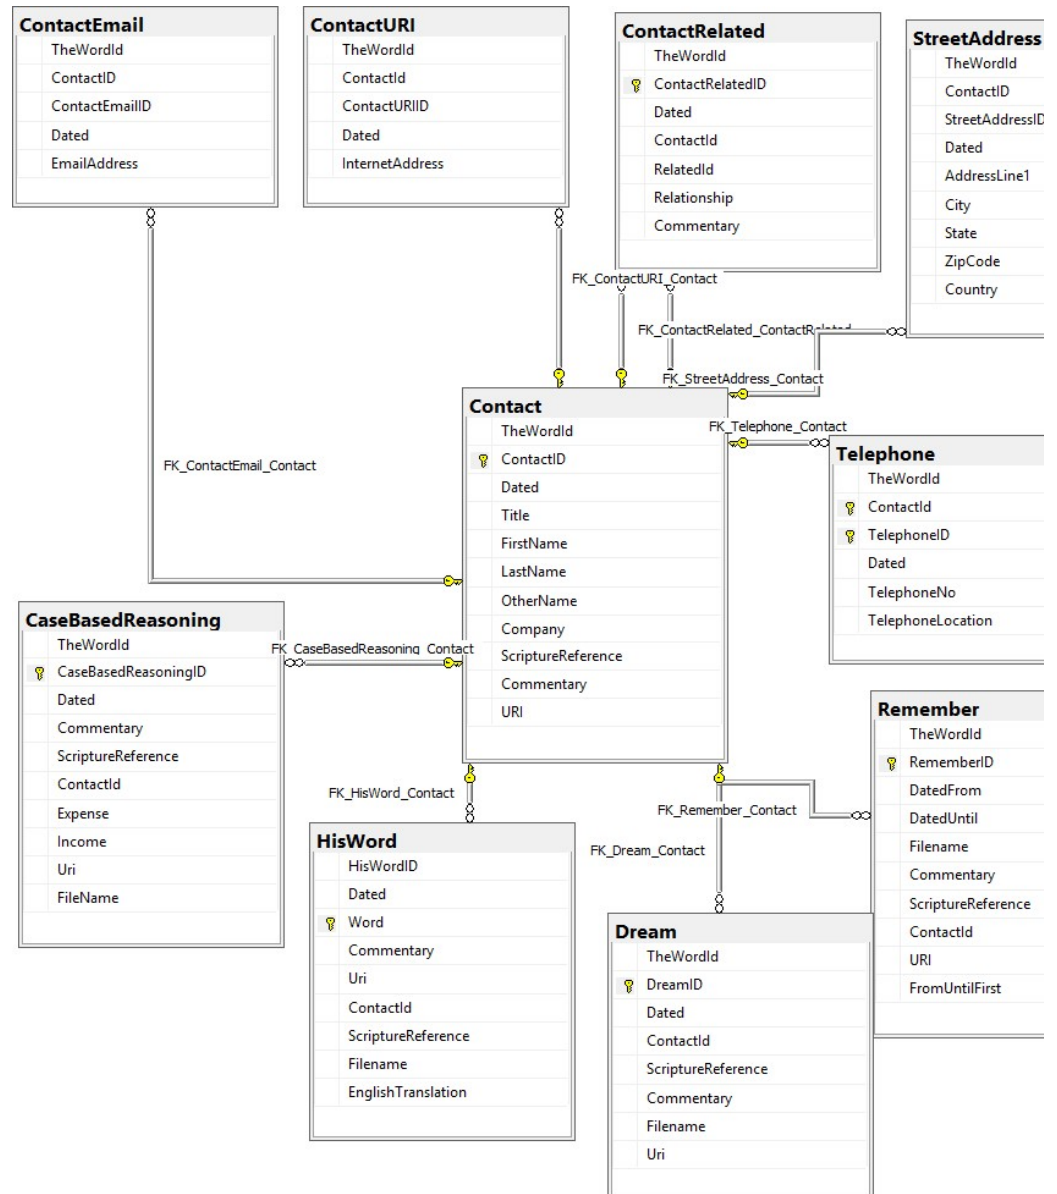 ContactEmail
TheWordId
ContactID
ContactEmailID
Dated
EmailAddress
ContactURI
TheWordId
ContactId
ContactURIID
Dated
InternetAddress
ContactRelated
TheWordId
ContactRelatedID
Dated
ContactId
RelatedId
Relationship
Commentary
StreetAddress
TheWordId
ContactID
StreetAddressID
Dated
AddressLine1
City
State
ZipCode
Country
FK_ContactURI_Contact
FK_ContactRelated_ContactRelated
FK_StreetAddress_Contact
FK_Telephone_Contact
FK_ContactEmail_Contact
Contact
TheWordId
ContactID
Dated
Title
FirstName
LastName
OtherName
Company
ScriptureReference
Commentary
URI
Telephone
TheWordId
ContactId
TelephoneID
Dated
TelephoneNo
TelephoneLocation
CaseBasedReasoning
TheWordId
CaseBasedReasoningID
Dated
Commentary
ScriptureReference
ContactId
Expense
Income
Uri
FileName
FK_CaseBasedReasoning_Contact
FK_HisWord_Contact
FK_Remember_Contact
FK_Dream_Contact
Remember
TheWordId
RememberID
DatedFrom
DatedUntil
Filename
Commentary
ScriptureReference
ContactId
URI
FromUntilFirst
HisWord
HisWordID
Dated
Word
Commentary
Uri
ContactId
ScriptureReference
Filename
EnglishTranslation
Dream
TheWordId
DreamID
Dated
ContactId
ScriptureReference
Commentary
Filename
Uri